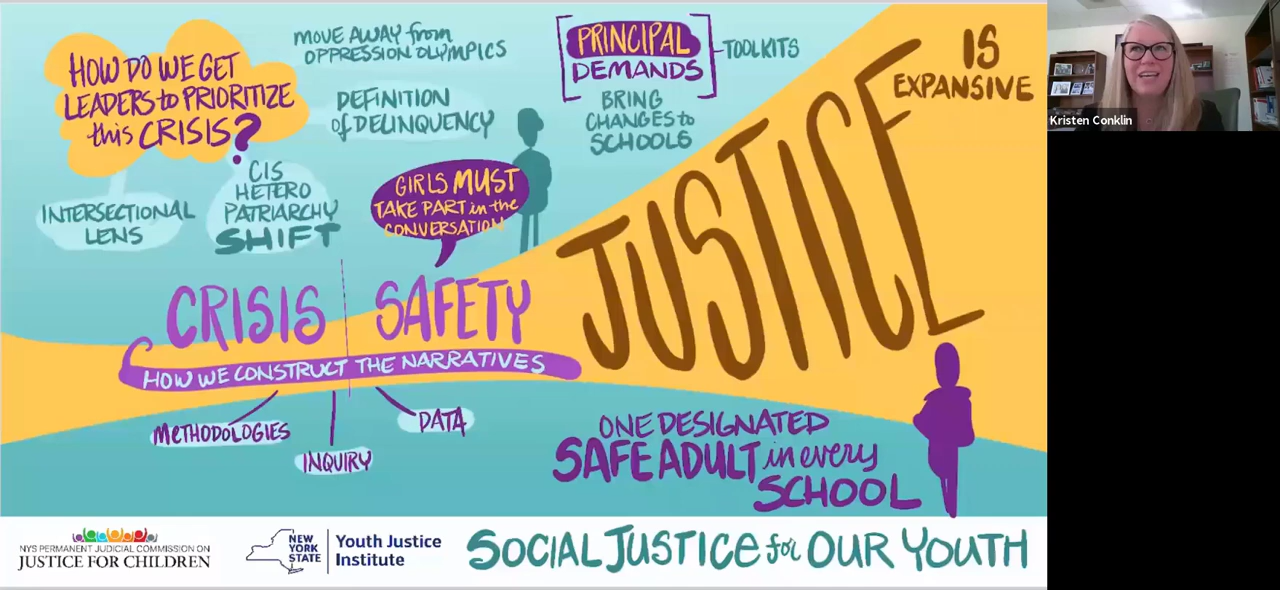 HOW DO WE GET
LEADERS to PRIORITIZE
this CRISIS?
MOVE AWAY from
OPPRESSION OLYMPICS
DEFINITION
of DELINQUENCY
PRINCIPAL
DEMANDS
TOOLKITS
BRING
CHANGES to
SCHOOLS
JUSTICE
IS
EXPANSIVE
INTERSECTIONAL
LENS
CIS
HETERO
PATRIARCHY
SHIFT
GIRLS MUST
TAKE PART in the
CONVERSATION
CRISIS
SAFETY
HOW WE CONSTRUCT THE NARRATIVES
METHODOLOGIES
INQUIRY
DATA
ONE DESIGNATED
SAFE ADULT in every
SCHOOL
NYS PERMANENT JUDICIAL COMMISSION ON
JUSTICE FOR CHILDREN
NEW
YORK
STATE
Youth Justice
Institute
SOCIAL JUSTICE for OUR YOUTH
Kristen Conklin